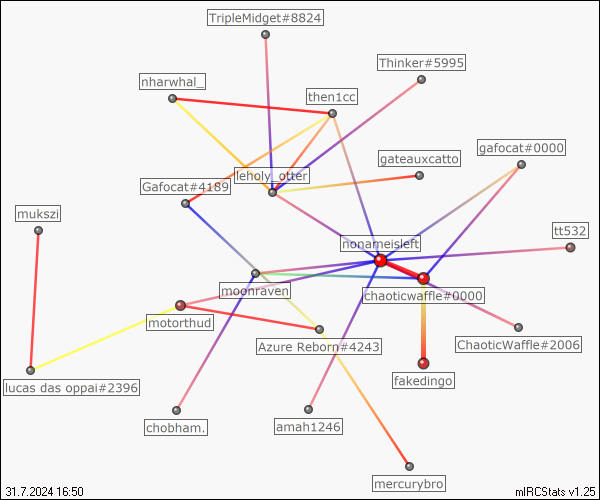 TripleMidget#8824
Thinker#5995
nharwhal_
then1cc
gafocat#0000
gateauxcatto
leholy_otter
Gafocat#4189
mukszi
tt532
nonameisleft
moonraven
chaoticwaffle#0000
motorthud
Azure Reborn#4243
ChaoticWaffle#2006
lucas das oppai#2396
fakedingo
chobham.
amah1246
mercurybro
31.7.2024 16:50
mIRCStats v1.25